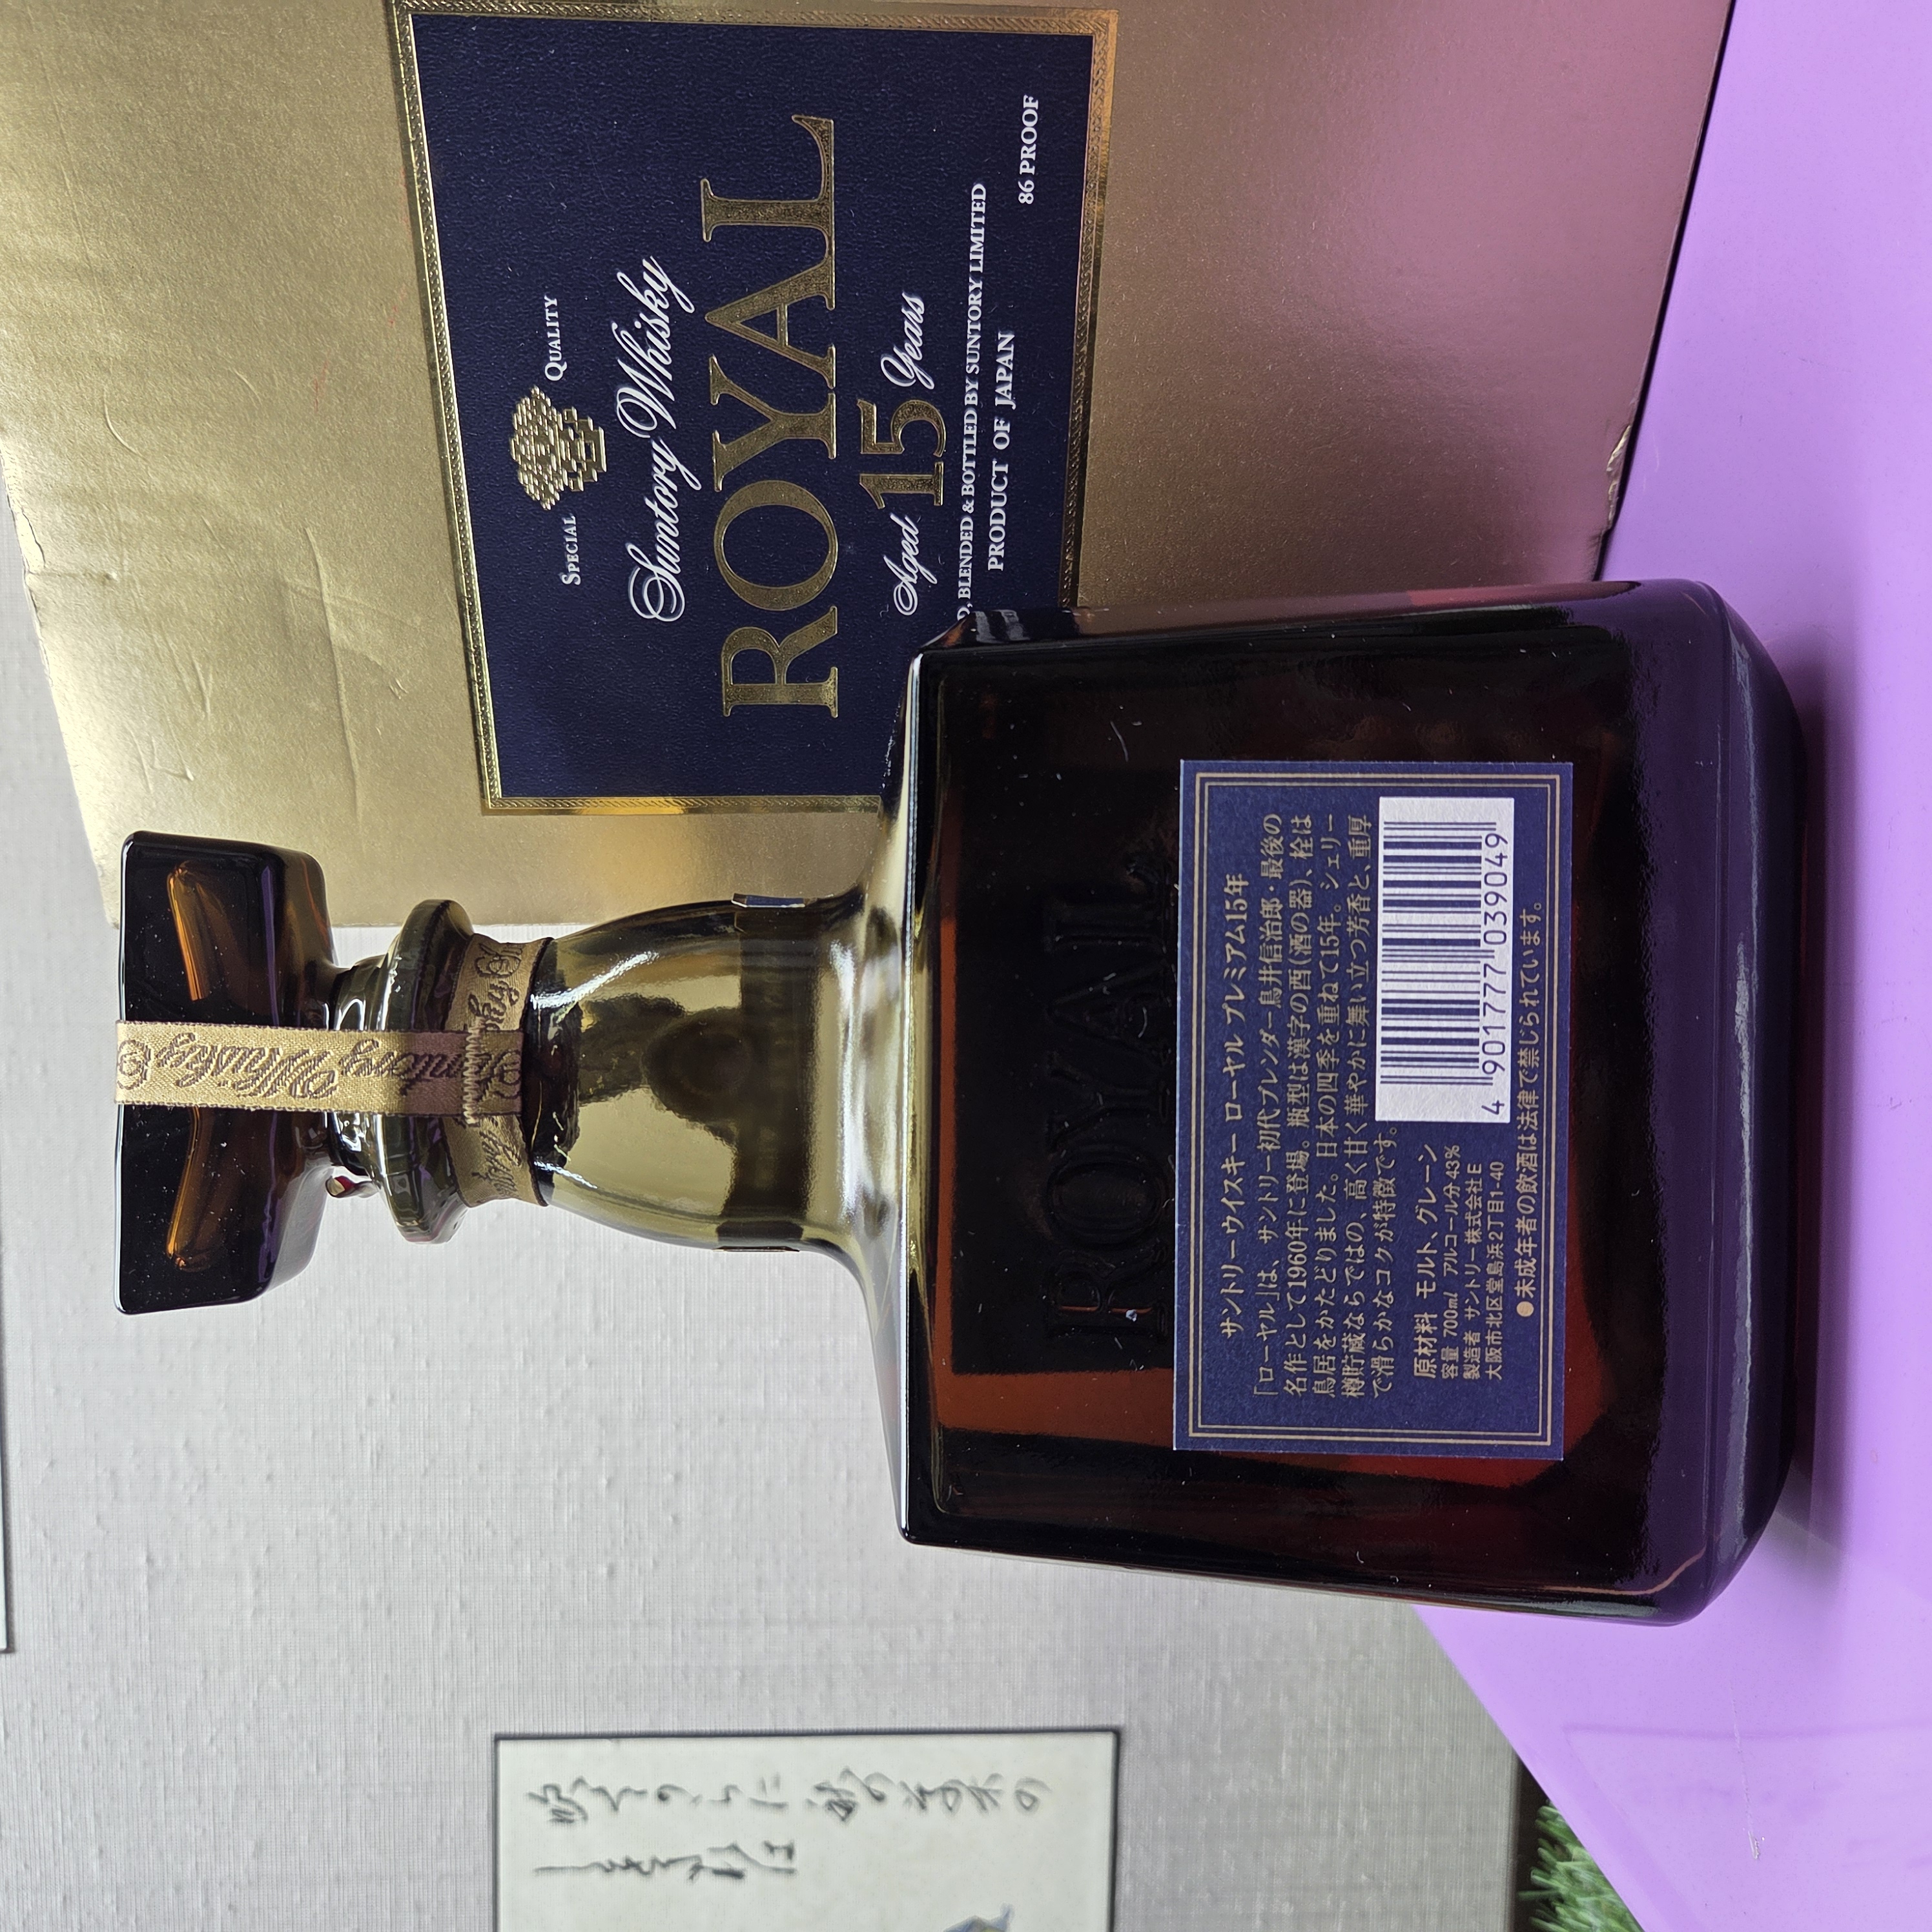 SPECIAL QUALITY
Suntory Whisky
ROYAL
Aged 15 Years
BLENDED & BOTTLED BY SUNTORY LIMITED
PRODUCT OF JAPAN
86 PROOF
Suntory Whisky
ROYAL
サントリーウイスキー ローヤル プレミアム15年
「ローヤル」は、サントリー初代ブレンダー鳥井信治郎・最後の
名作として1960年に登場。瓶型は漢字の酉(酒の器)、栓は
鳥居をかたどりました。日本の四季を重ねて15年。シェリー
樽貯蔵ならではの、高く甘く華やかに舞い立つ芳香と、重厚
で滑らかなコクが特徴です。
原材料 モルト、グレーン
容量 700ml アルコール分 43%
製造者 サントリー株式会社E
大阪市北区堂島浜2丁目1-40
4 901777 039049
●未成年者の飲酒は法律で禁じられています。